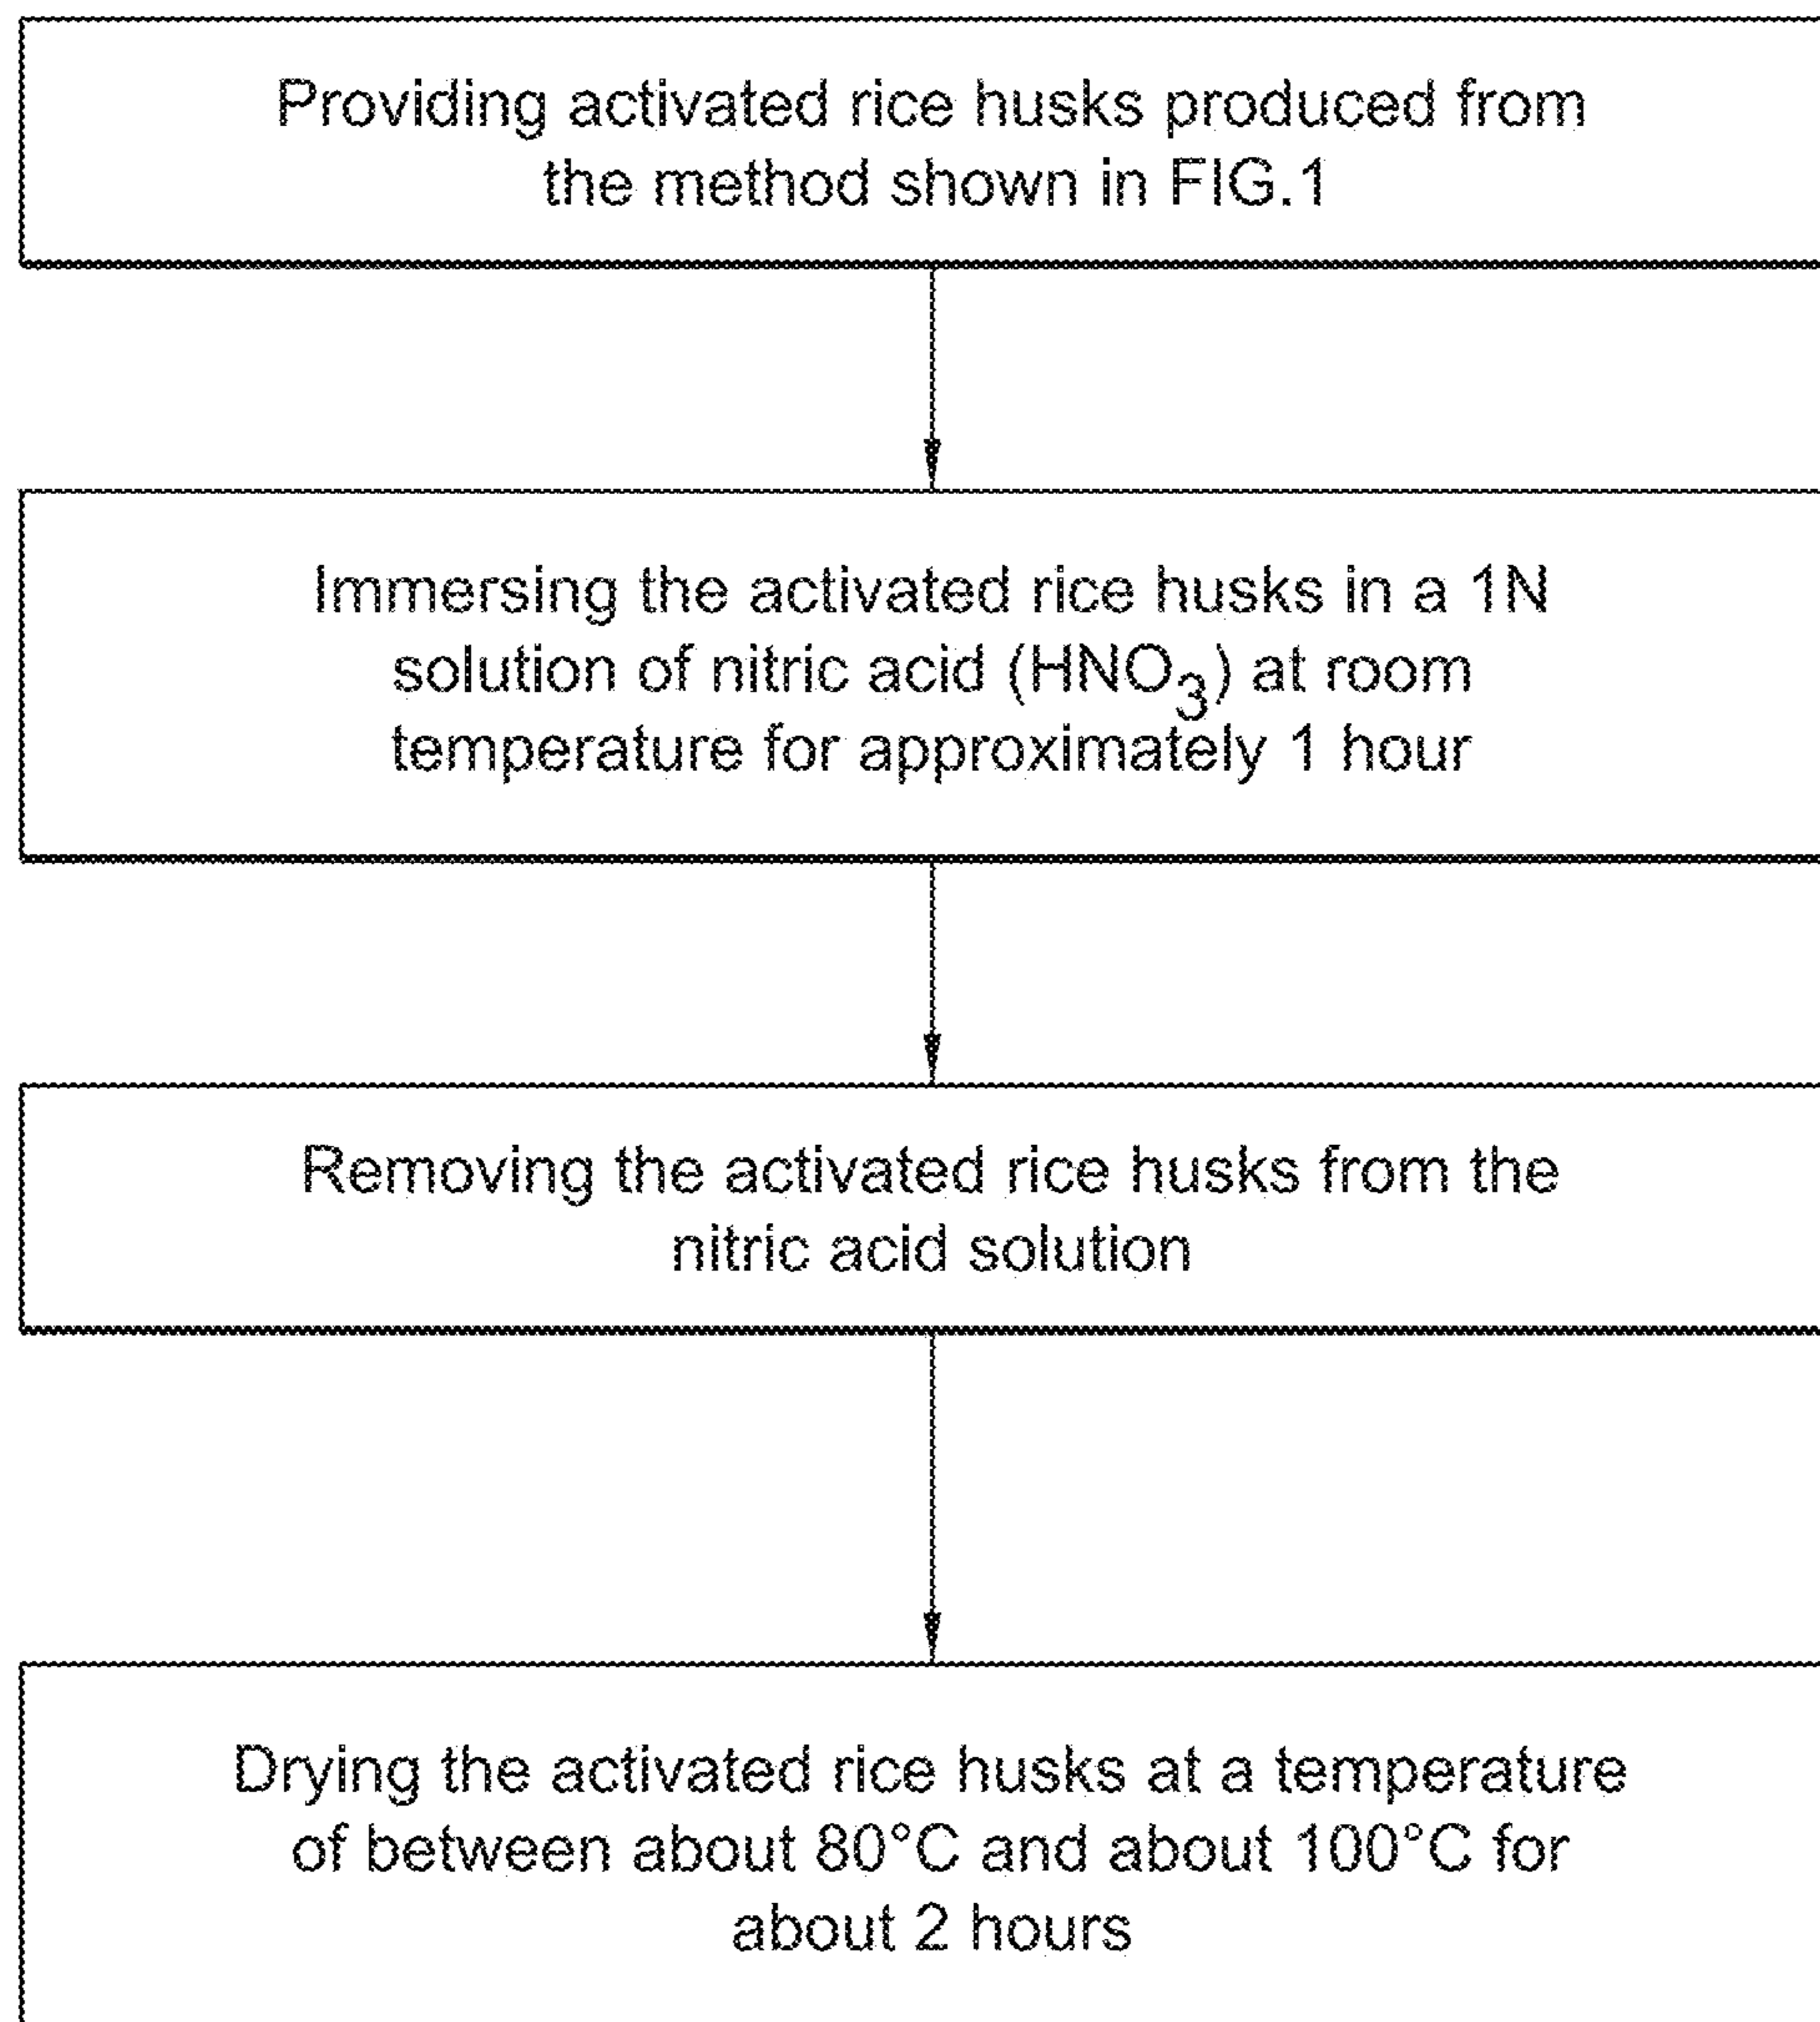 Providing activated rice husks produced from
the method shown in FIG.1
Immersing the activated rice husks in a 1N
solution of nitric acid (HNO3) at room
temperature for approximately 1 hour
Removing the activated rice husks from the
nitric acid solution
Drying the activated rice husks at a temperature
of between about 80°C and about 100°C for
about 2 hours